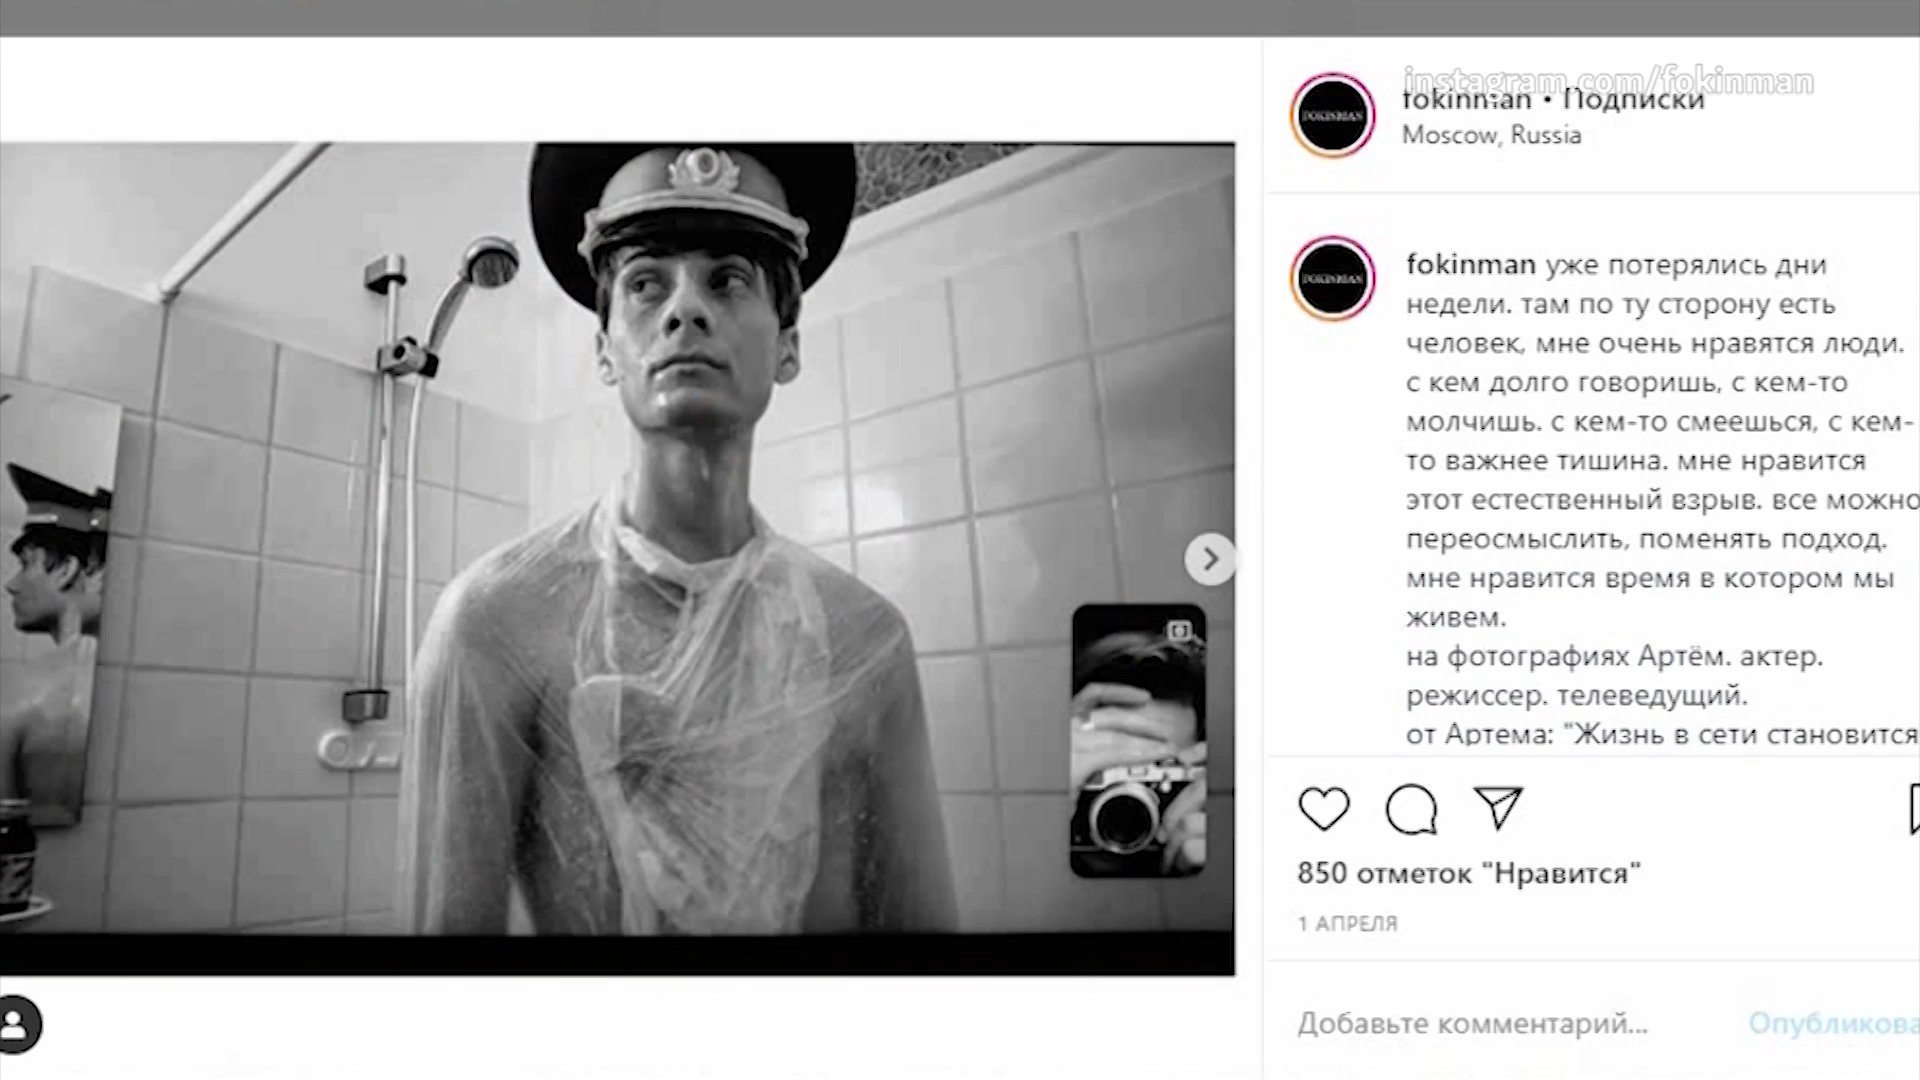 instagram.com/fokinman
fokinman • Подписки
Moscow, Russia
FOKINMAN
FOKINMAN
fokinman уже потерялись дни
недели. там по ту сторону есть
человек, мне очень нравятся люди.
с кем долго говоришь, с кем-то
молчишь. с кем-то смеешься, с кем-
то важнее тишина. мне нравится
этот естественный взрыв. все можно
переосмыслить, поменять подход.
мне нравится время в котором мы
живем.
на фотографиях Артём. актер.
режиссер. телеведущий.
от Артема: "Жизнь в сети становится
850 отметок "Нравится"
1 АПРЕЛЯ
Добавьте комментарий...
Опубликова